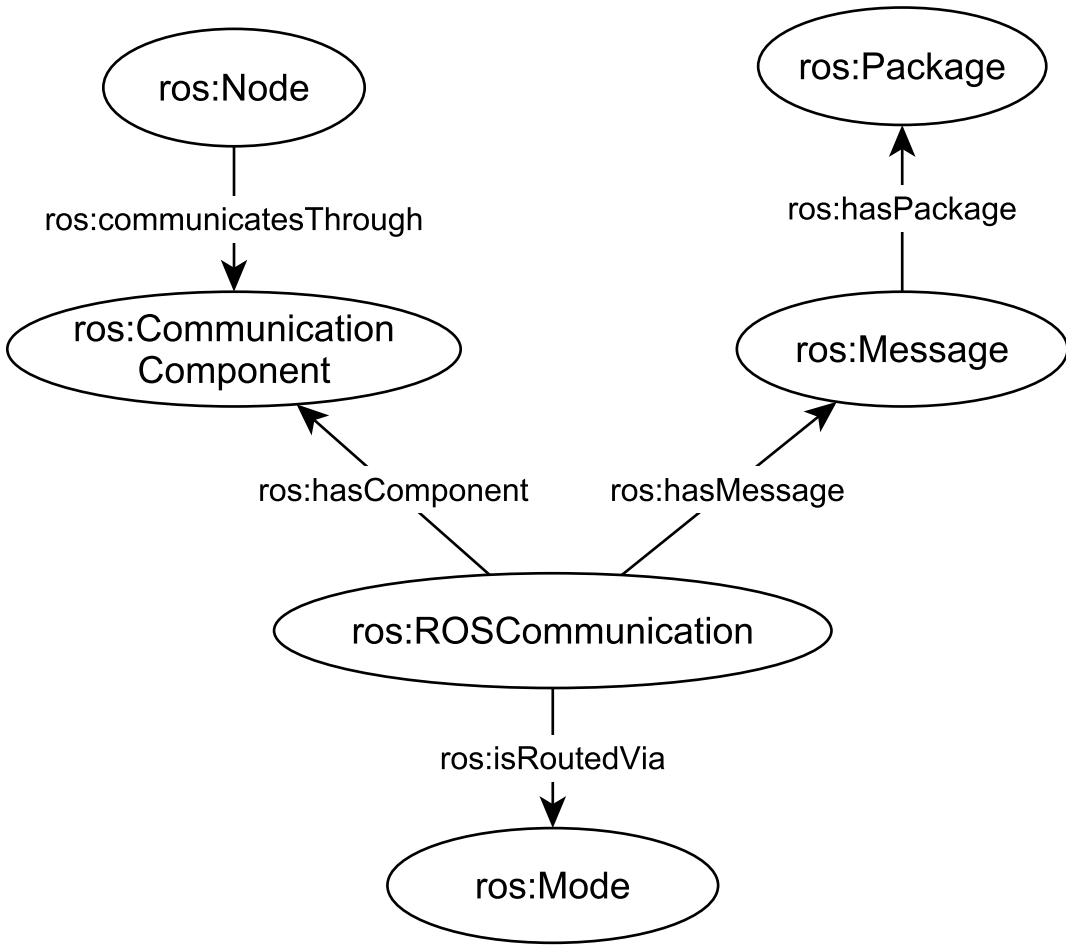 ros:Node
ros:Package
ros:communicatesThrough
ros:hasPackage
ros:Communication
Component
ros:Message
ros:hasComponent
ros:hasMessage
ros:ROSCommunication
ros:isRoutedVia
ros:Mode